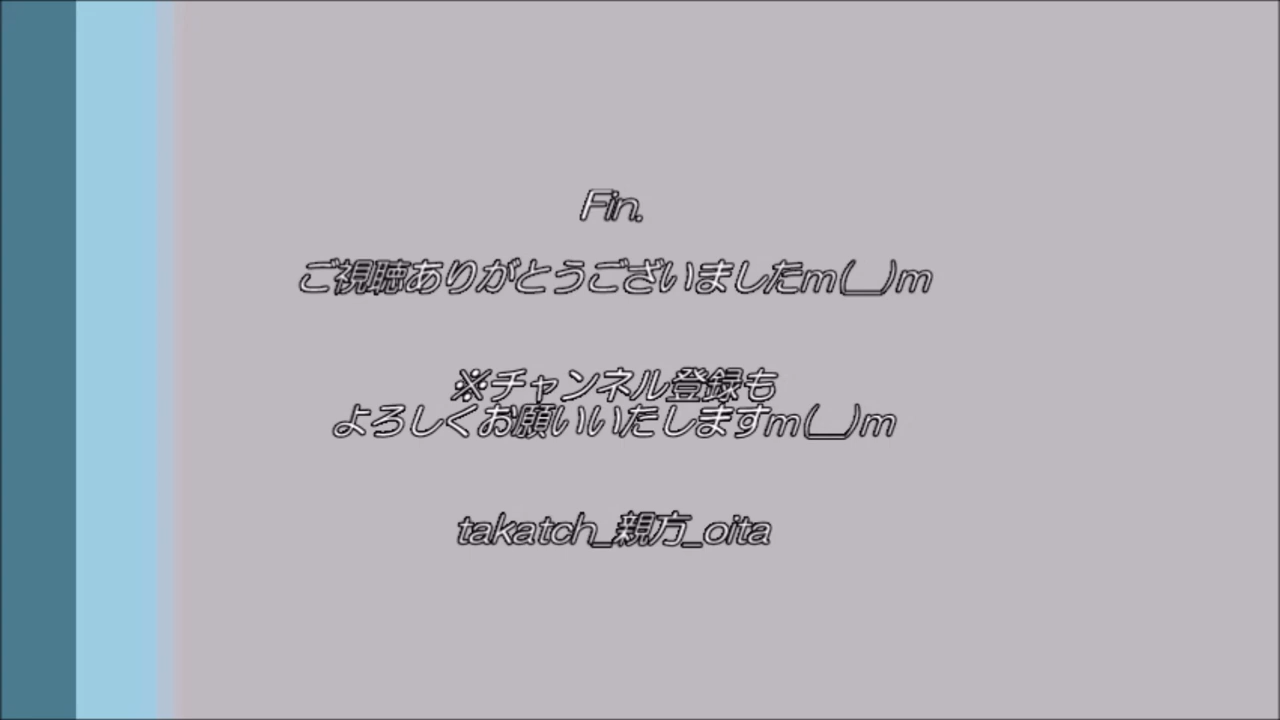 Fin.
ご視聴ありがとうございましたm(__)m
※チャンネル登録も
よろしくお願いいたしますm(__)m
takatch_親方_oita